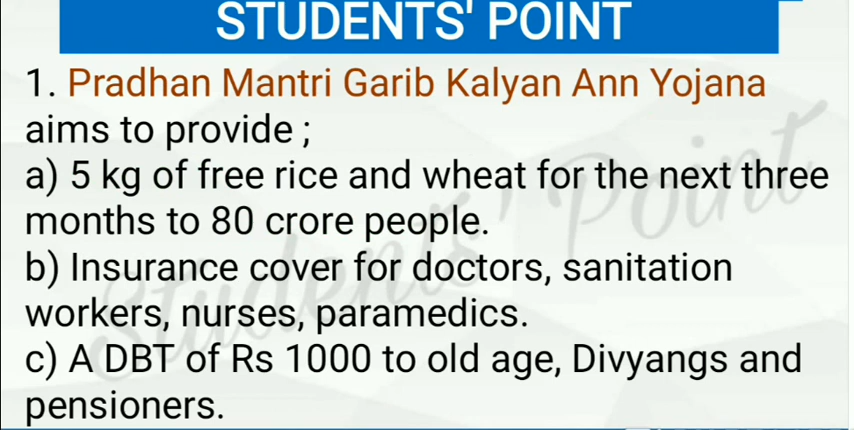 STUDENTS' POINT
1. Pradhan Mantri Garib Kalyan Ann Yojana
aims to provide ;
a) 5 kg of free rice and wheat for the next three
months to 80 crore people.
b) Insurance cover for doctors, sanitation
workers, nurses, paramedics.
c) A DBT of Rs 1000 to old age, Divyangs and
pensioners.
Students' Point